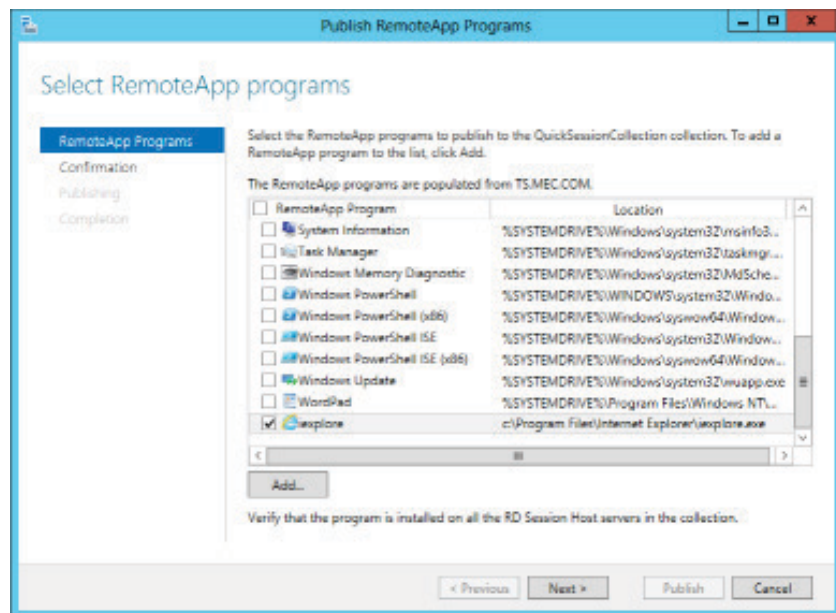 Publish RemoteApp Programs
Select RemoteApp programs
RemoteApp Programs
Confirmation
Publishing
Completion
Select the RemoteApp programs to publish to the QuickSessionCollection collection. To add a
RemoteApp program to the list, click Add.
The RemoteApp programs are populated from TS.MEC.COM.
RemoteApp Program Location
System Information %SYSTEMDRIVE%\Windows\system32\msinfo3...
Task Manager %SYSTEMDRIVE%\Windows\system32\taskmgr....
Windows Memory Diagnostic %SYSTEMDRIVE%\Windows\system32\MdSche...
Windows PowerShell %SYSTEMDRIVE%\WINDOWS\system32\Windo...
Windows PowerShell (x86) %SYSTEMDRIVE%\Windows\syswow64\Window...
Windows PowerShell ISE %SYSTEMDRIVE%\Windows\system32\Window...
Windows PowerShell ISE (x86) %SYSTEMDRIVE%\Windows\syswow64\Window...
Windows Update %SYSTEMDRIVE%\Windows\system32\wuapp.exe
WordPad %SYSTEMDRIVE%\Program Files\Windows NT\...
iexplore c:\Program Files\Internet Explorer\iexplore.exe
Add...
Verify that the program is installed on all the RD Session Host servers in the collection.
< Previous Next > Publish Cancel